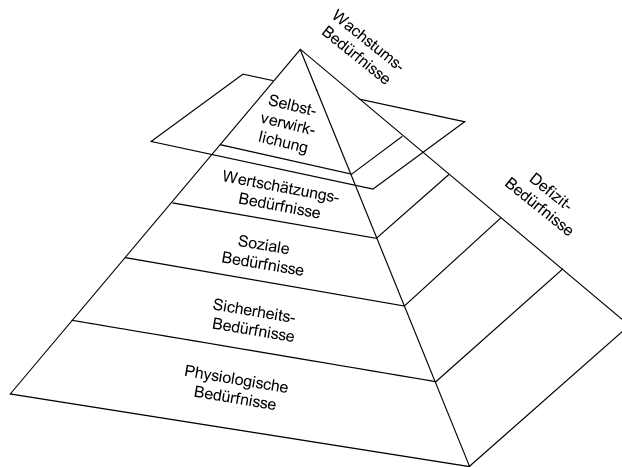 Wachstums-
Bedürfnisse
Selbst-
verwirk-
lichung
Defizit-
Bedürfnisse
Wertschätzungs-
Bedürfnisse
Soziale
Bedürfnisse
Sicherheits-
Bedürfnisse
Physiologische
Bedürfnisse